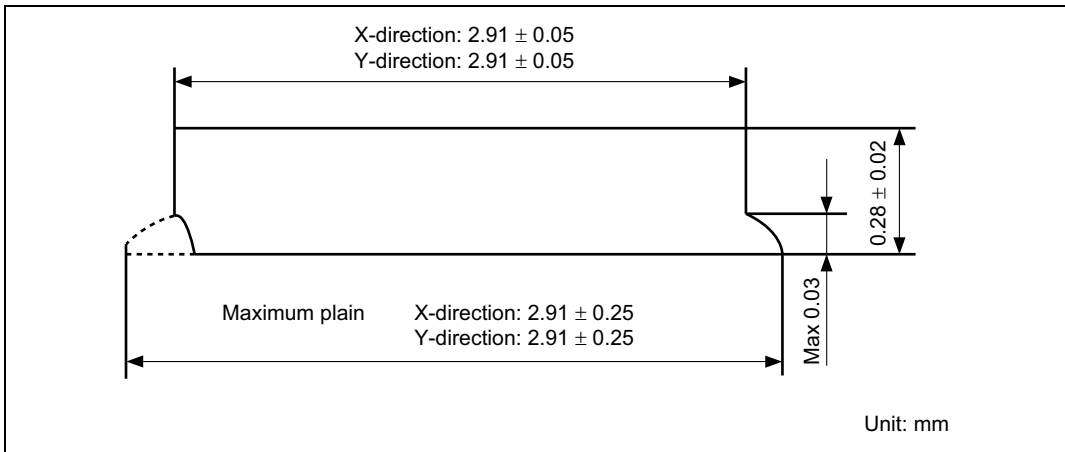 X-direction: 2.91 ± 0.05
Y-direction: 2.91 ± 0.05
0.28 ± 0.02
Max 0.03
Maximum plain X-direction: 2.91 ± 0.25
Y-direction: 2.91 ± 0.25
Unit: mm